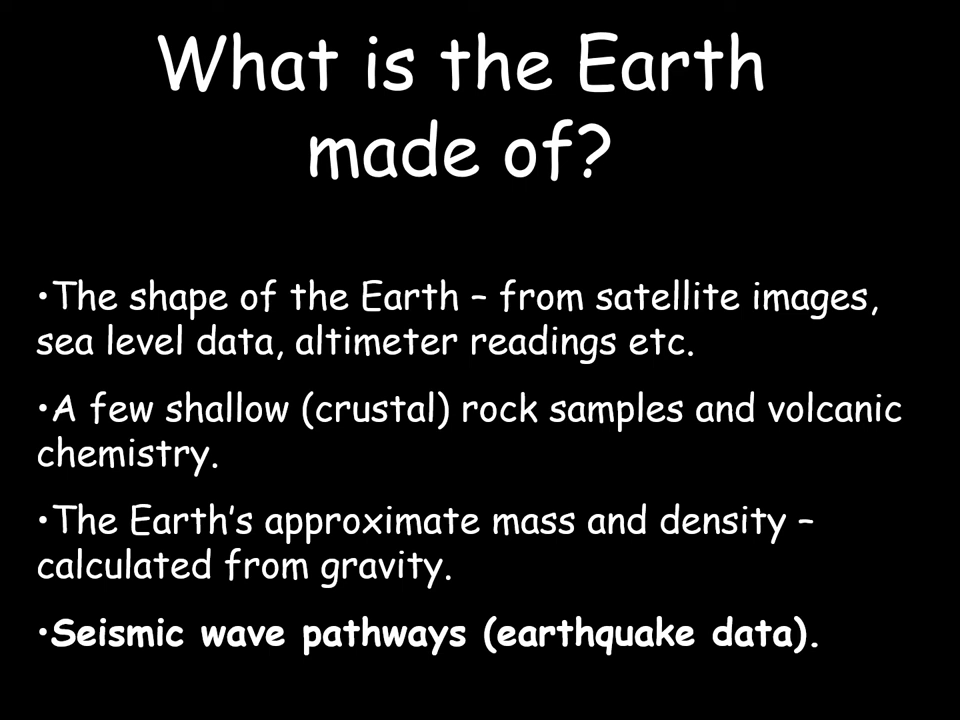 What is the Earth
made of?
•The shape of the Earth – from satellite images,
sea level data, altimeter readings etc.
•A few shallow (crustal) rock samples and volcanic
chemistry.
•The Earth’s approximate mass and density –
calculated from gravity.
•Seismic wave pathways (earthquake data).